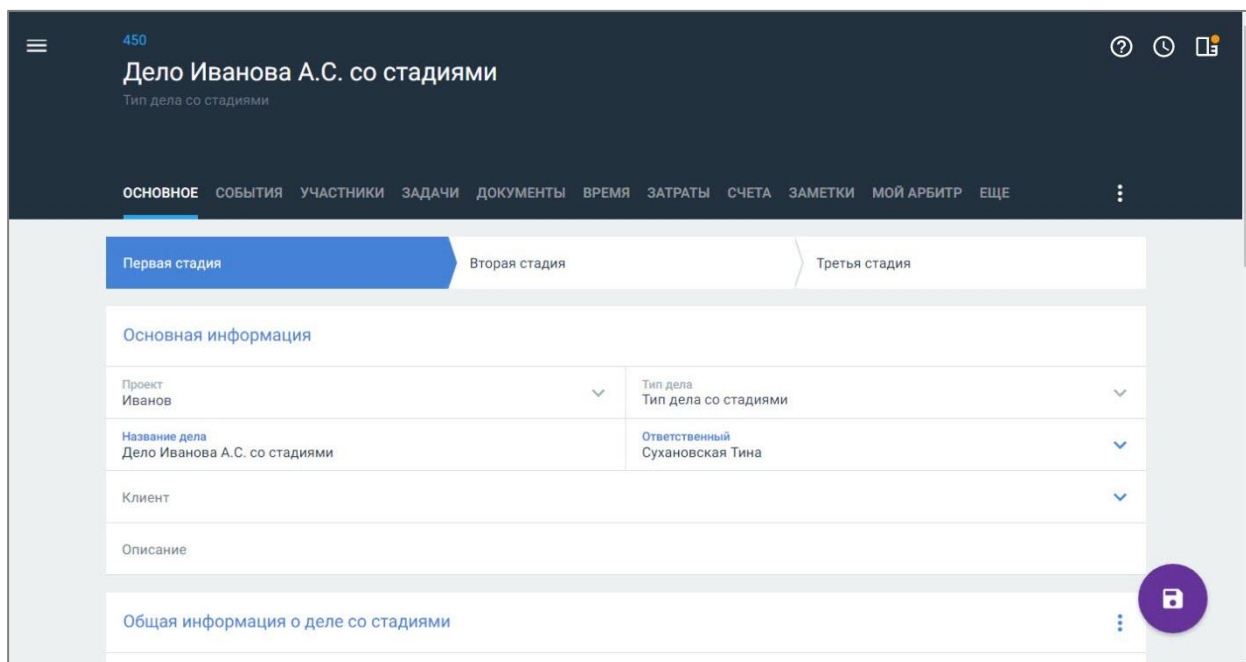 450
Дело Иванова А.С. со стадиями
Тип дела со стадиями
ОСНОВНОЕ СОБЫТИЯ УЧАСТНИКИ ЗАДАЧИ ДОКУМЕНТЫ ВРЕМЯ ЗАТРАТЫ СЧЕТА ЗАМЕТКИ МОЙ АРБИТР ЕЩЕ
Первая стадия Вторая стадия Третья стадия
Основная информация
Проект Тип дела
Иванов Тип дела со стадиями
Название дела Ответственный
Дело Иванова А.С. со стадиями Сухановская Тина
Клиент
Описание
Общая информация о деле со стадиями